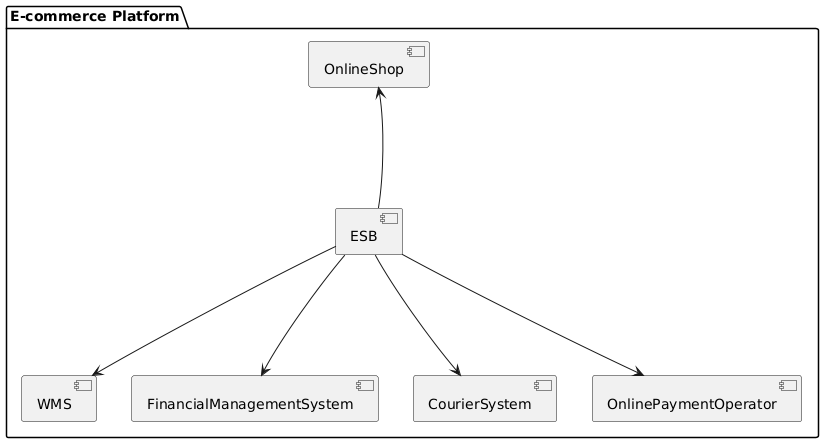 E-commerce Platform
OnlineShop
ESB
WMS
FinancialManagementSystem
CourierSystem
OnlinePaymentOperator